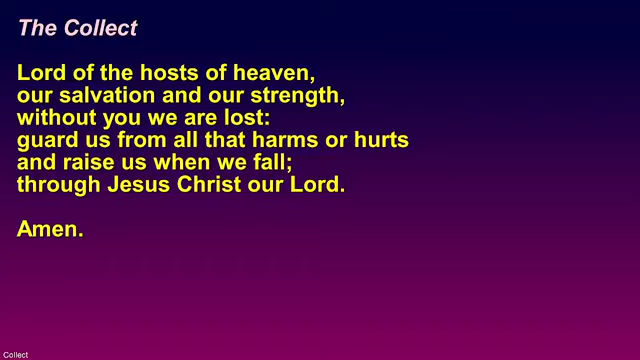 The Collect
Lord of the hosts of heaven,
our salvation and our strength,
without you we are lost:
guard us from all that harms or hurts
and raise us when we fall;
through Jesus Christ our Lord.
Amen.
Collect